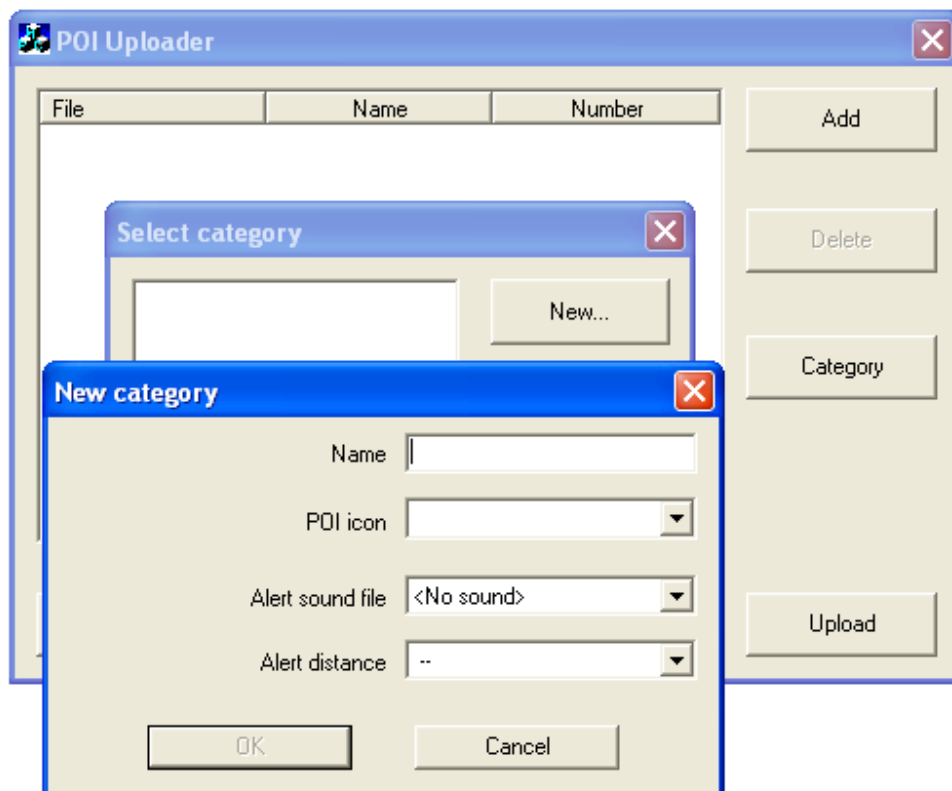 POI Uploader
File Name Number
Add
Select category
Delete
New...
Category
New category
Name
POI icon
Alert sound file <No sound>
Alert distance --
Upload
OK Cancel